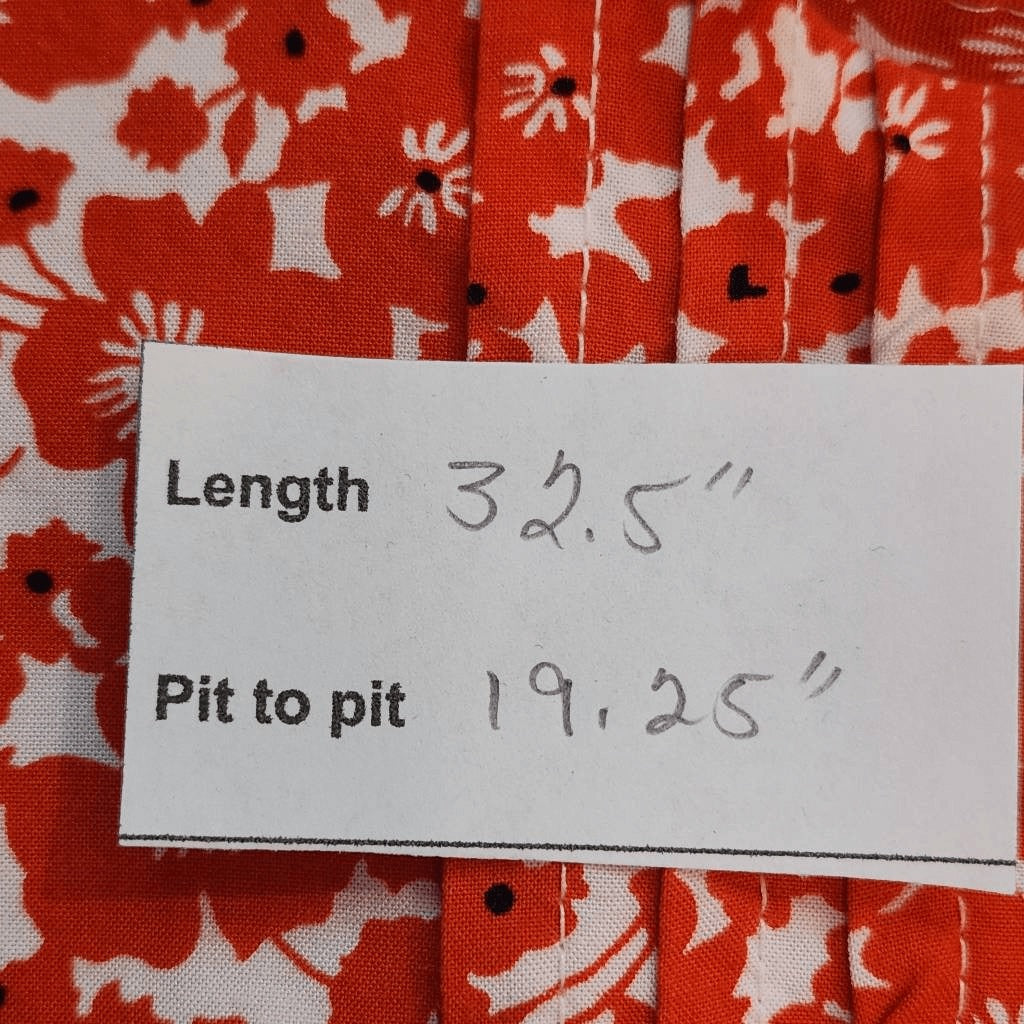 Length 32.5"
Pit to pit 19.25"